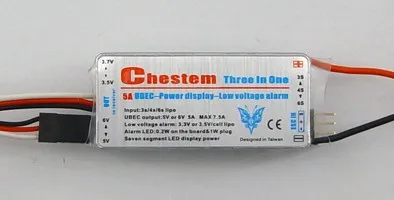 3.7V
3.5V
OUT
to receiver
6V
5V
Chestem Three In One
5A UBEC—Power display—Low voltage alarm
Input:3s/4s/6s lipo
UBEC output:5V or 6V 5A MAX 7.5A
Low voltage alarm: 3.3V or 3.5V/cell lipo
Alarm LED:0.2W on the board&1W plug
Seven segment LED display power
Designed in Taiwan
3S
4S
6S